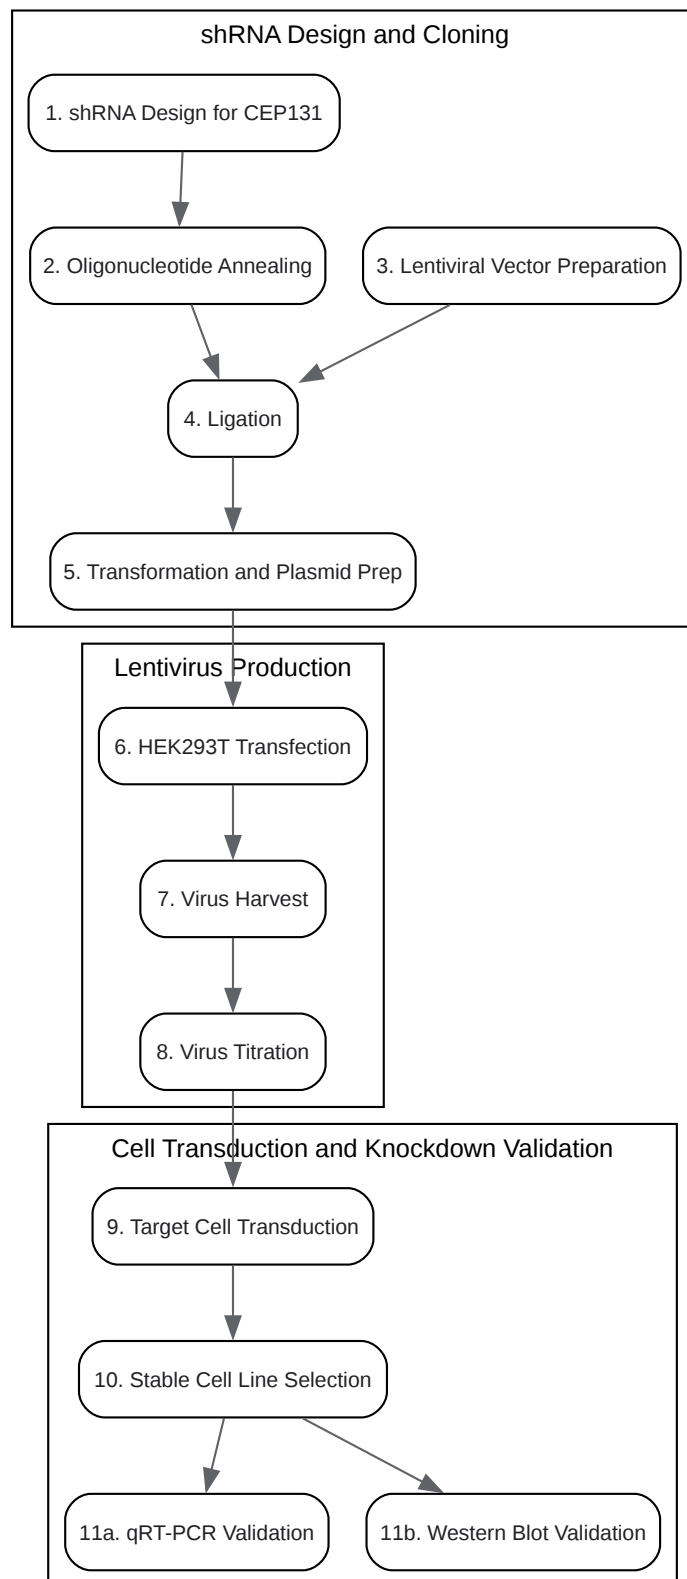 shRNA Design and Cloning
1. shRNA Design for CEP131
2. Oligonucleotide Annealing
3. Lentiviral Vector Preparation
4. Ligation
5. Transformation and Plasmid Prep
Lentivirus Production
6. HEK293T Transfection
7. Virus Harvest
8. Virus Titration
Cell Transduction and Knockdown Validation
9. Target Cell Transduction
10. Stable Cell Line Selection
11a. qRT-PCR Validation
11b. Western Blot Validation